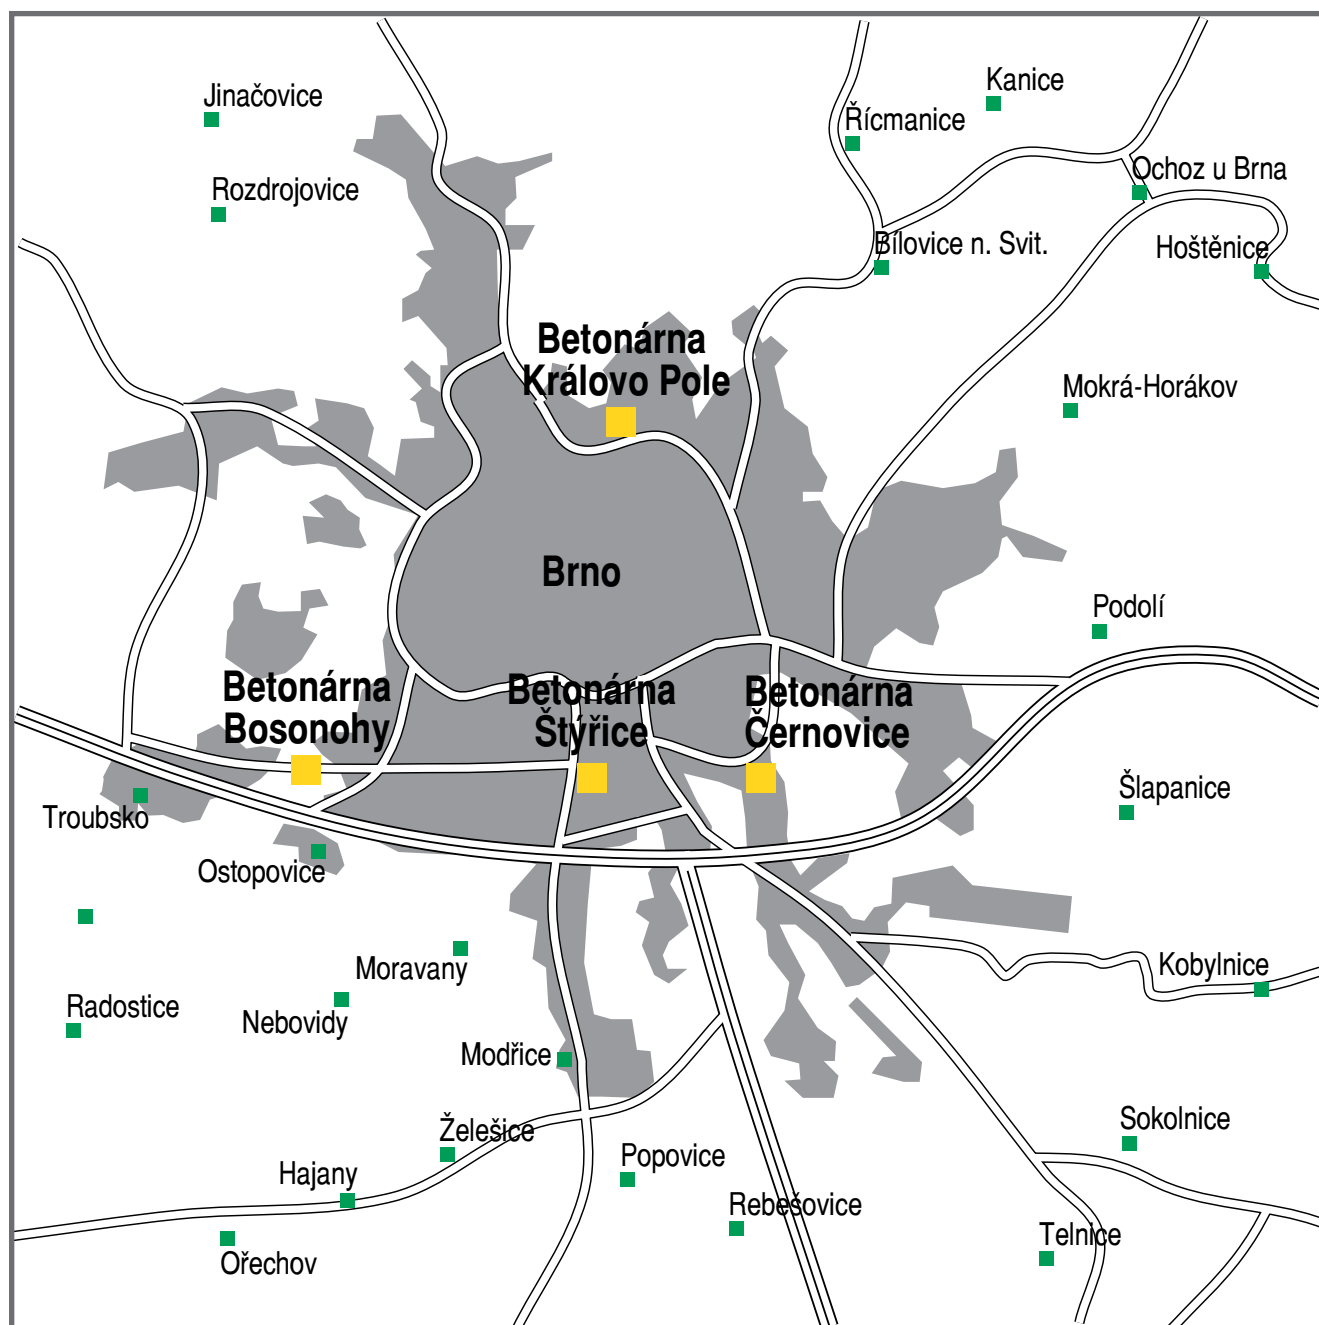 Kanice
Jinačovice
Řícmanice
Ochoz u Brna
Rozdrojovice
Bílovice n. Svit.
Hoštěnice
Betonárna
Královo Pole
Mokrá-Horákov
Brno
Podolí
Betonárna
Bosonohy
Betonárna
Štýřice
Betonárna
Černovice
Šlapanice
Troubsko
Ostopovice
Moravany
Kobylnice
Radostice
Nebovidy
Modřice
Sokolnice
Želešice
Popovice
Hajany
Rebešovice
Telnice
Ořechov